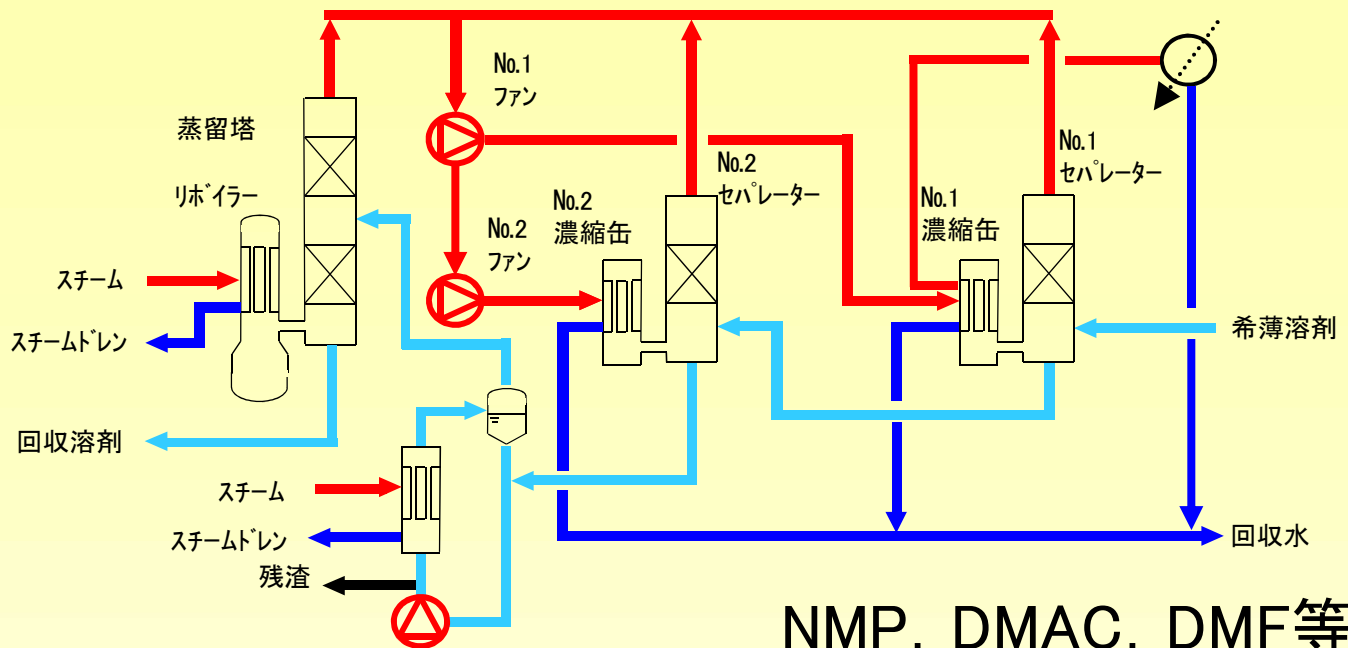 No.1
ファン
蒸留塔
No.1
セパレーター
No.2
セパレーター
リボイラー
No.2
濃縮缶
No.1
濃縮缶
No.2
ファン
スチーム
スチームドレン
希薄溶剤
回収溶剤
スチーム
スチームドレン
回収水
残渣
NMP, DMAC, DMF等